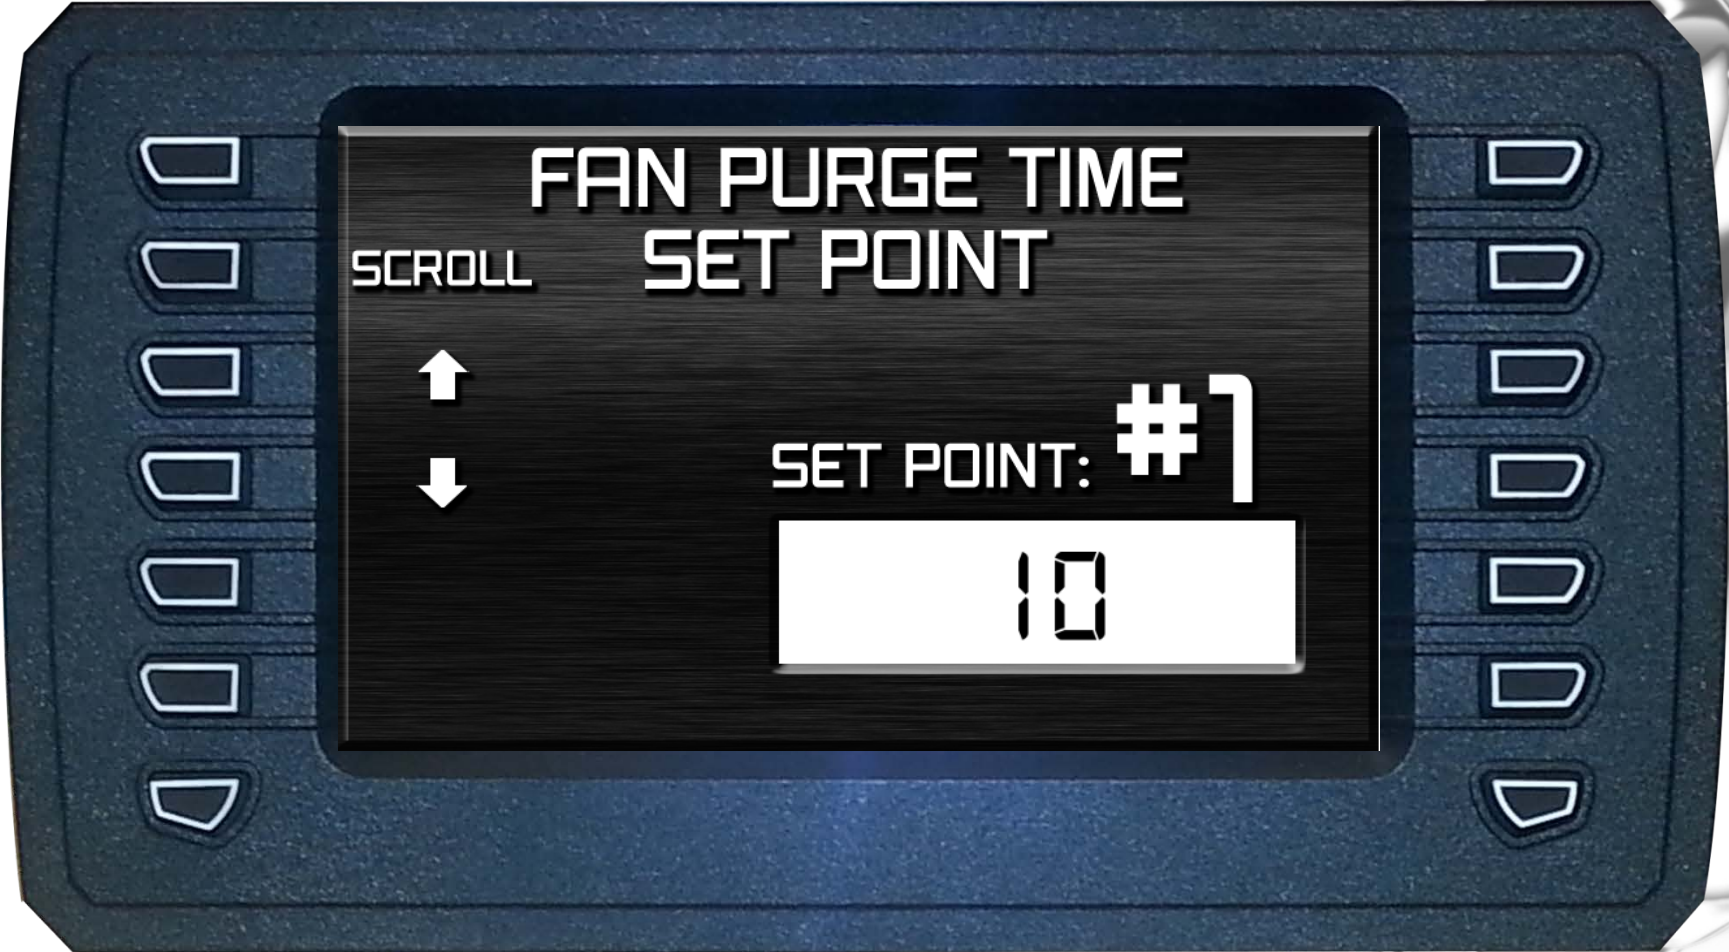 FAN PURGE TIME
SET POINT
SCROLL
SET POINT: #1
10